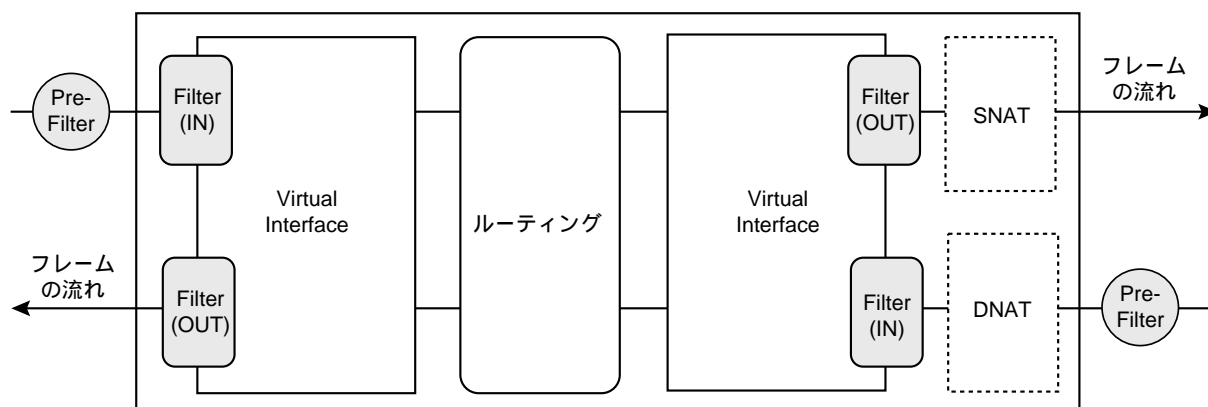 Pre-
Filter
Filter
(IN)
Virtual
Interface
ルーティング
Virtual
Interface
Filter
(OUT)
SNAT
フレーム
の流れ
フレーム
の流れ
Filter
(OUT)
Filter
(IN)
DNAT
Pre-
Filter